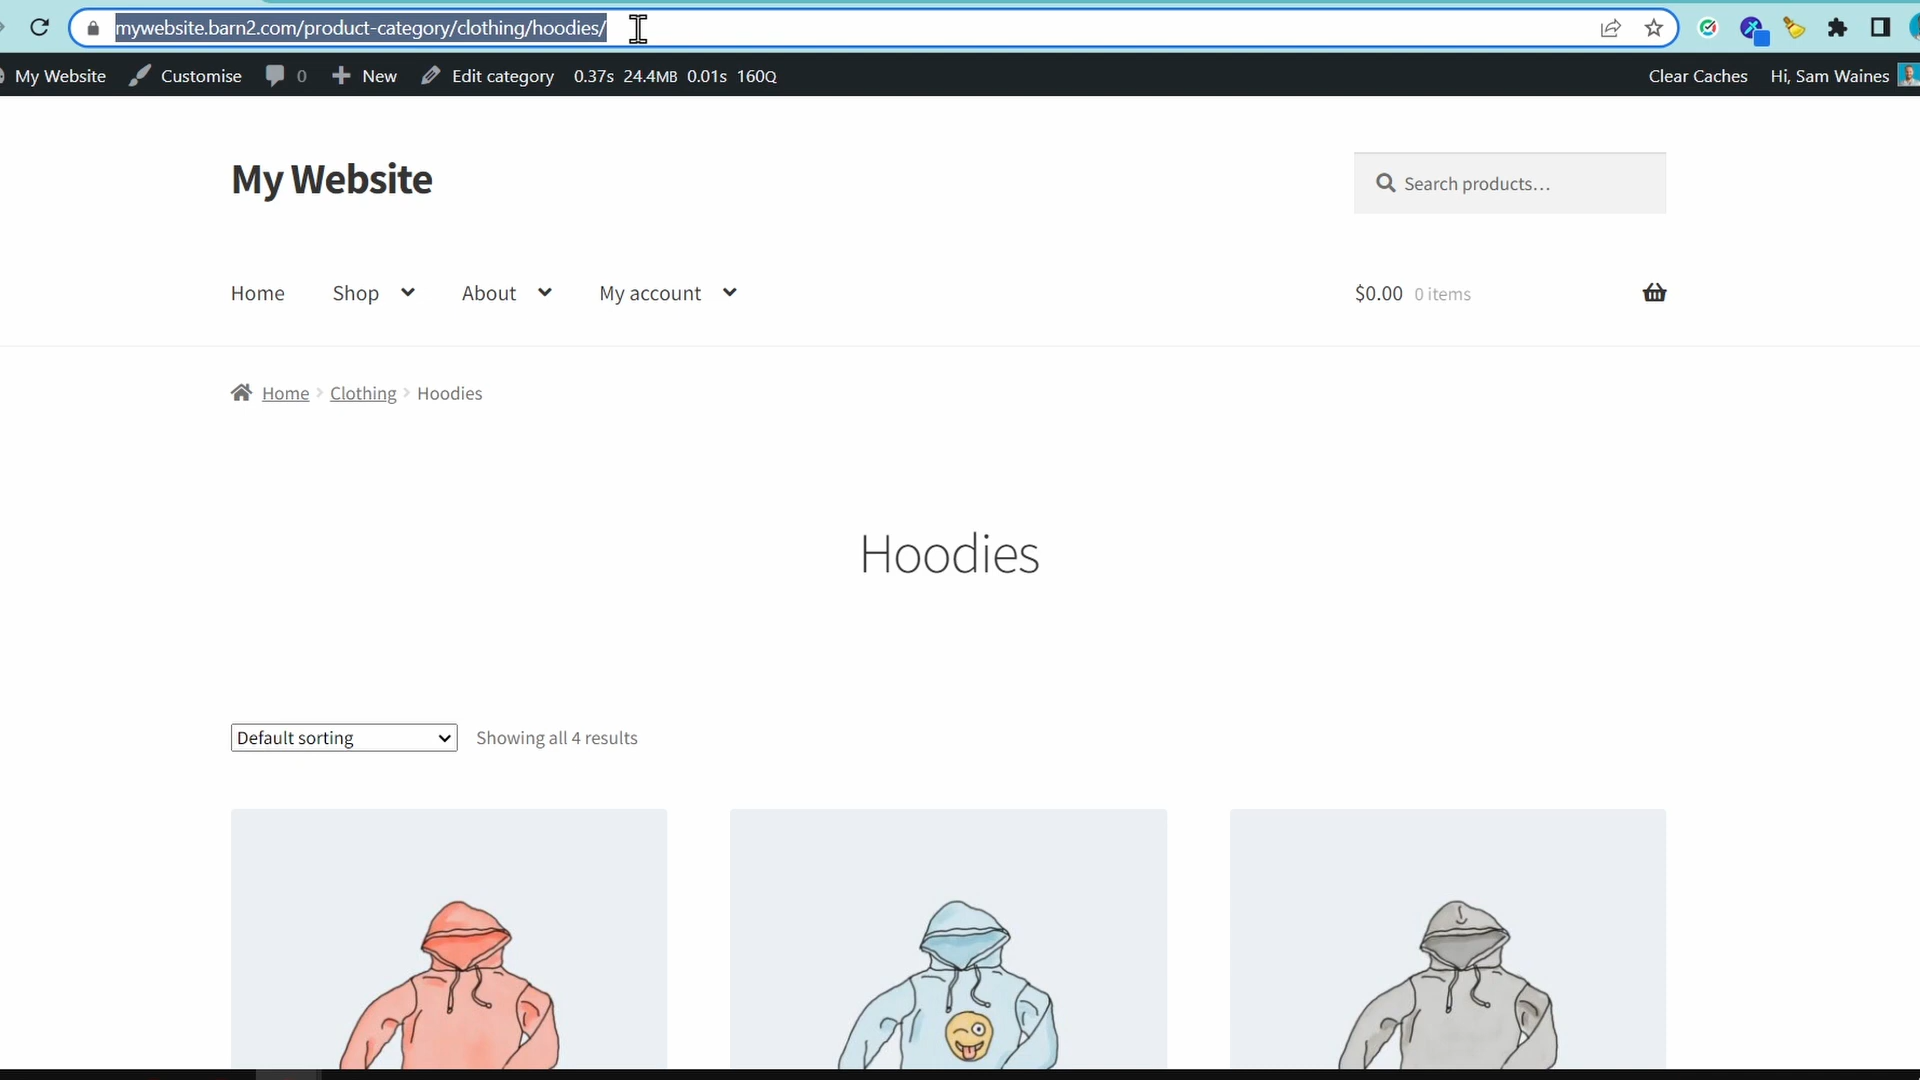 mywebsite.barn2.com/product-category/clothing/hoodies/
My Website Customise 0 New Edit category 0.37s 24.4MB 0.01s 160Q Clear Caches Hi, Sam Waines
My Website
Search products…
Home Shop About My account $0.00 0 items
Home Clothing Hoodies
Hoodies
Default sorting Showing all 4 results